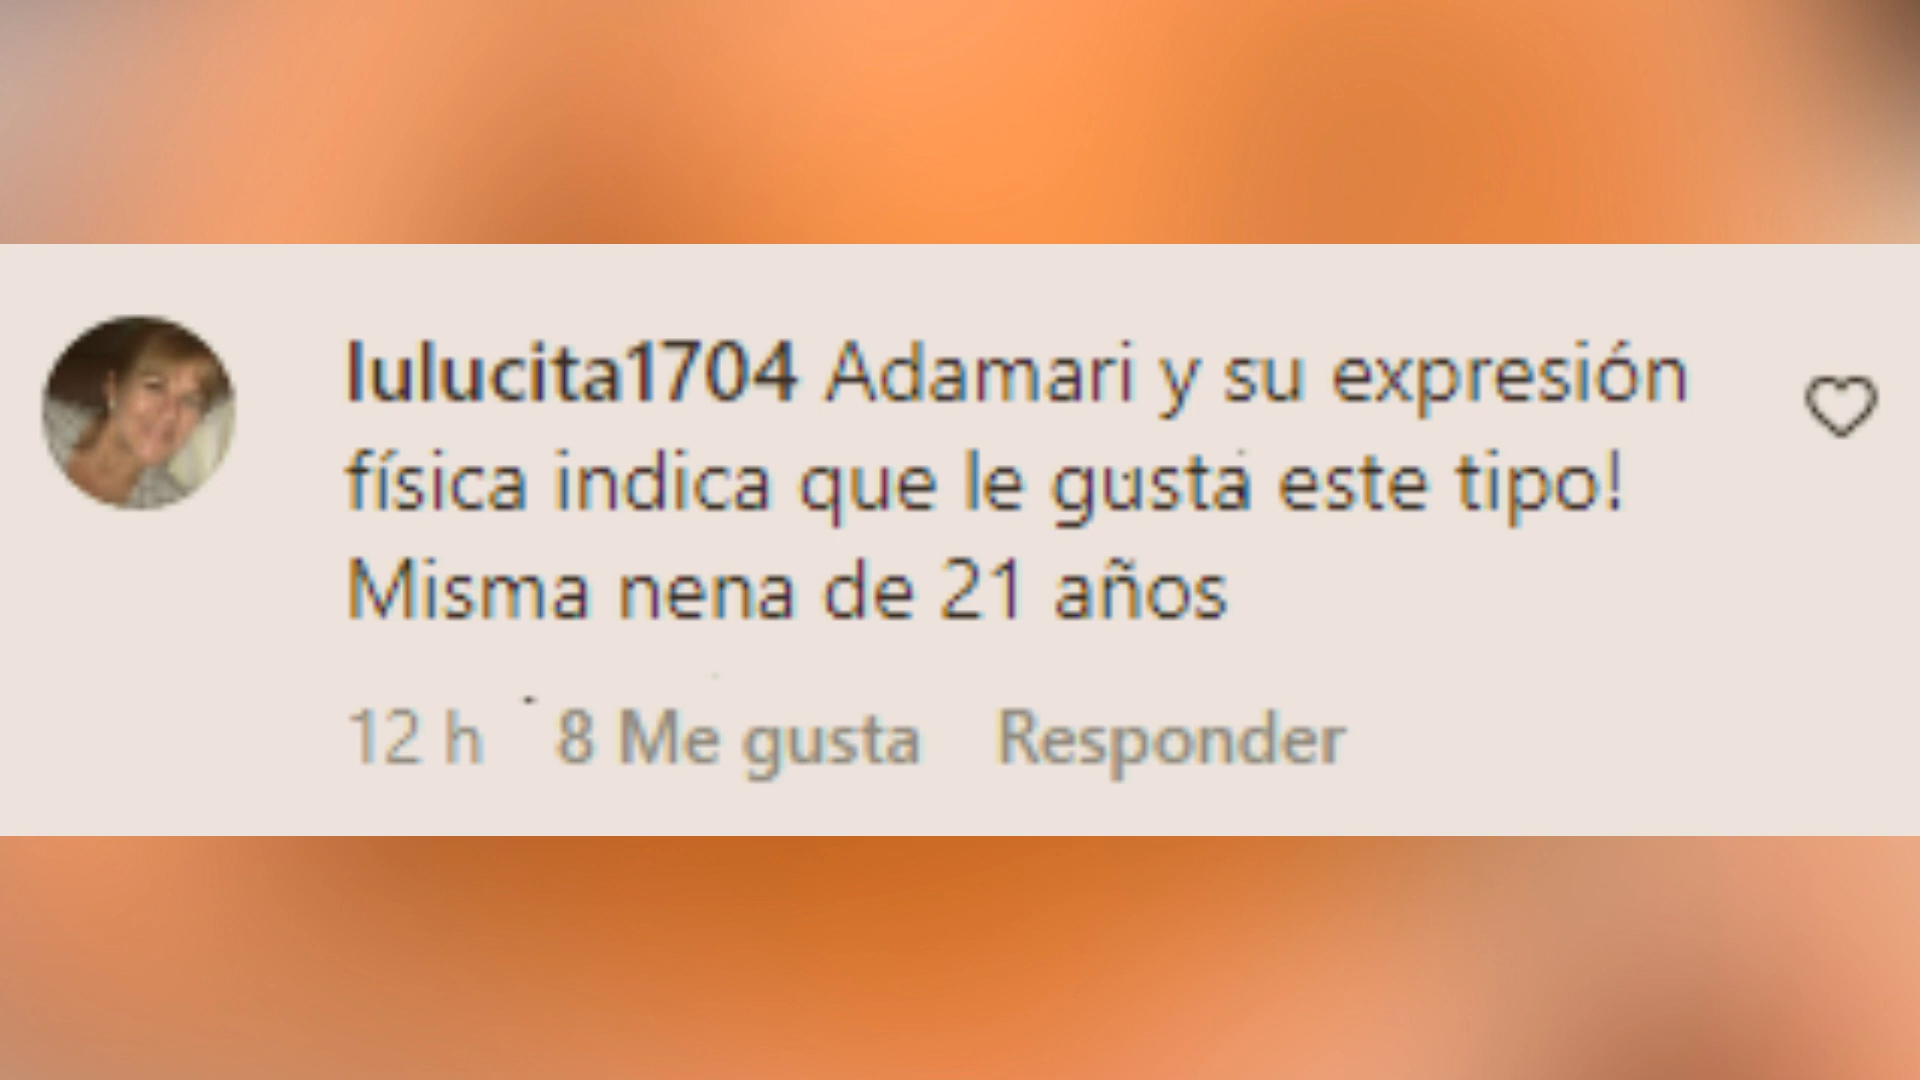 lulucita1704 Adamari y su expresión
física indica que le gusta este tipo!
Misma nena de 21 años
12 h 8 Me gusta Responder